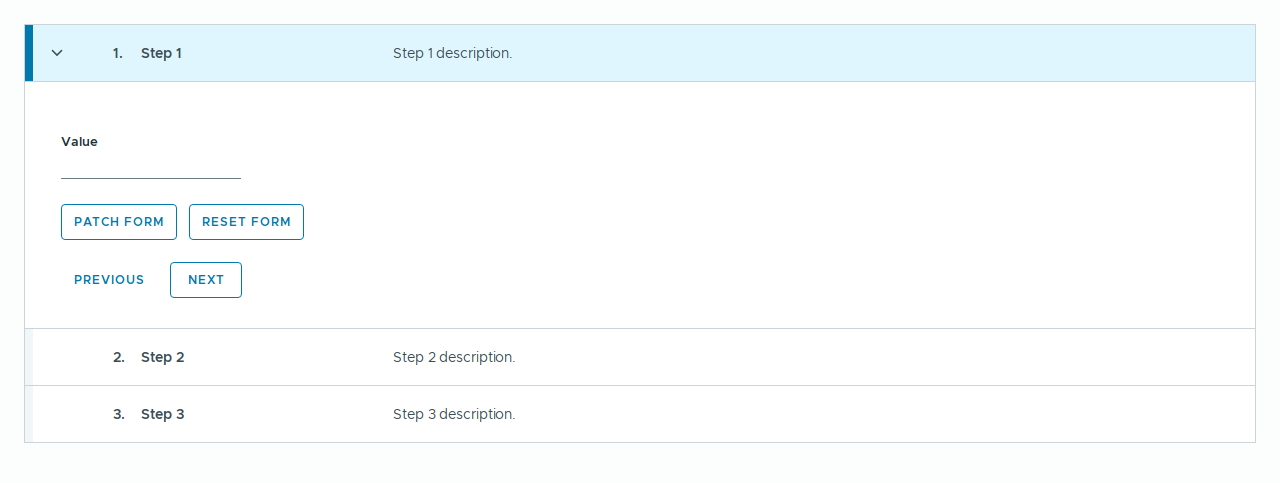 1. Step 1 Step 1 description.
Value
PATCH FORM RESET FORM
PREVIOUS NEXT
2. Step 2 Step 2 description.
3. Step 3 Step 3 description.